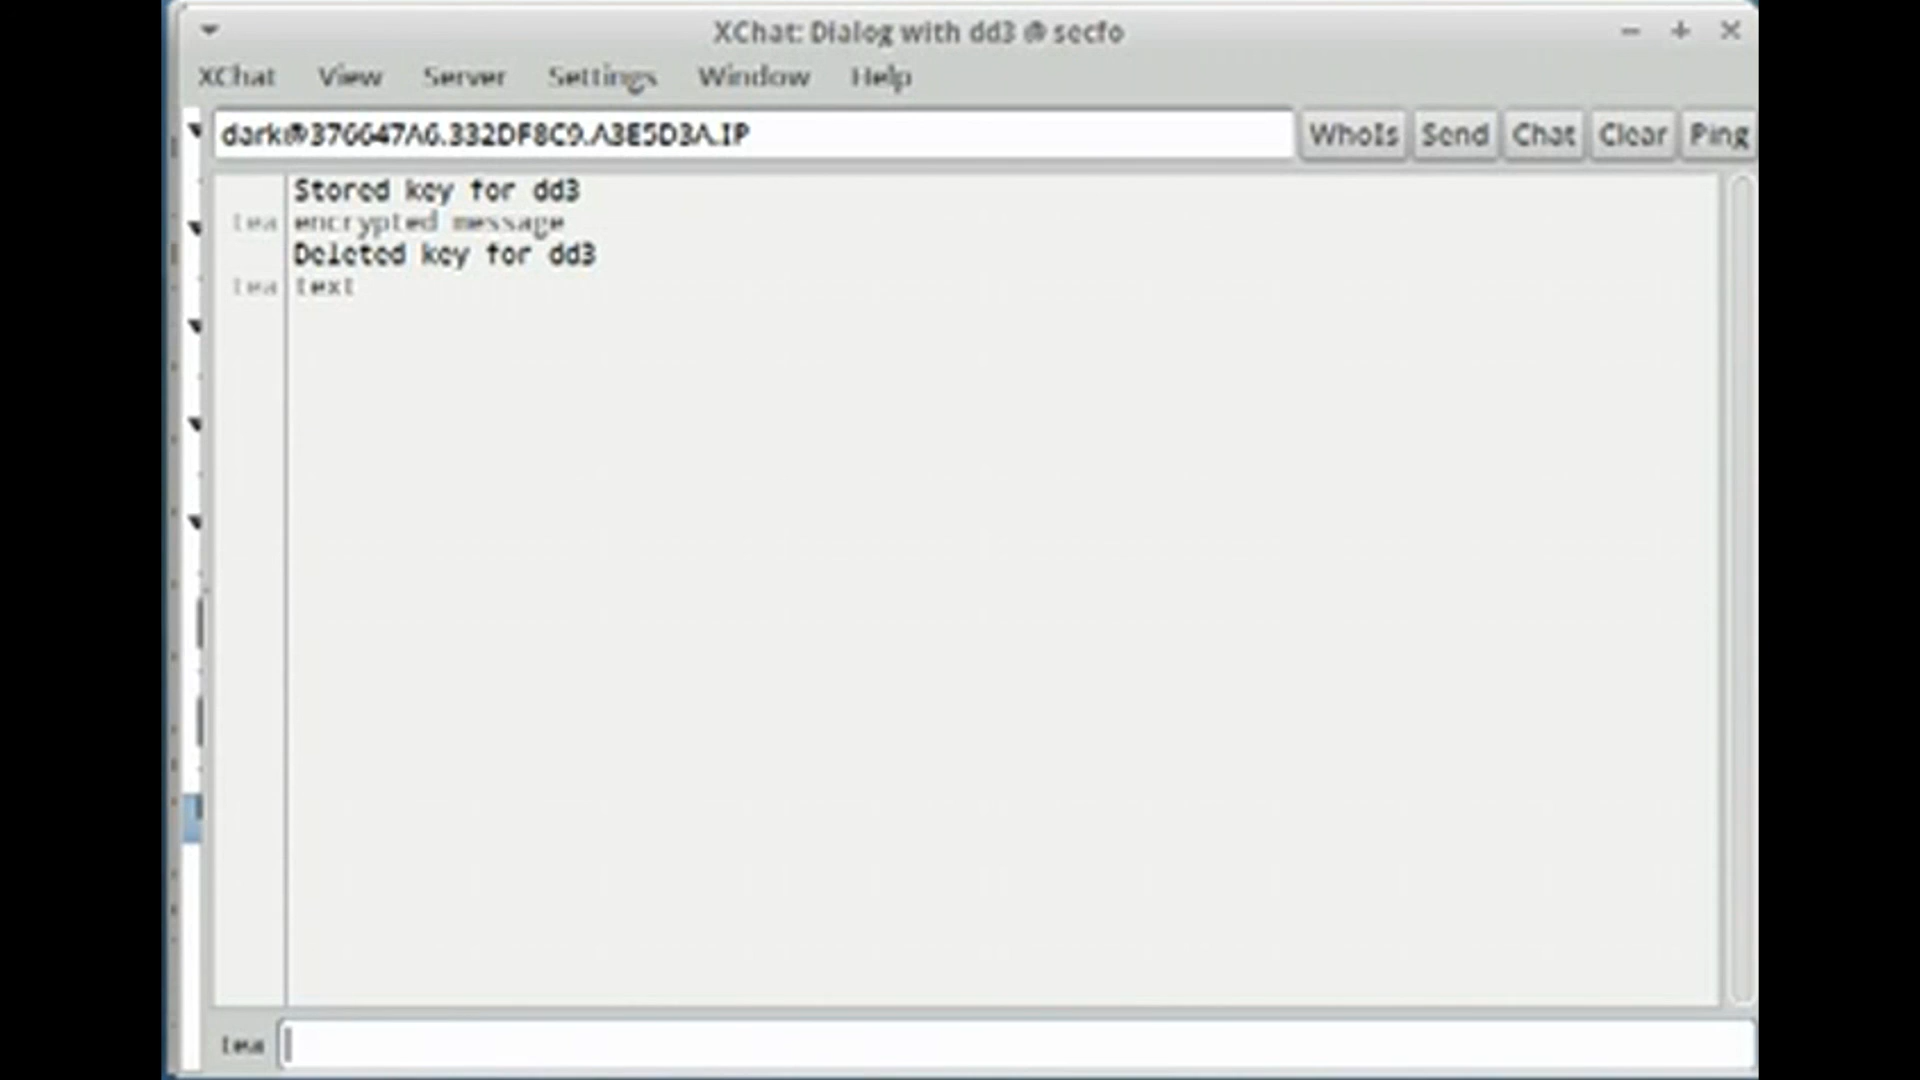 XChat: Dialog with dd3 @ secfo
XChat View Server Settings Window Help
dark@376647A6.332DF8C9.A3E5D3A.IP WhoIs Send Chat Clear Ping
Stored key for dd3
tea encrypted message
Deleted key for dd3
tea text
tea